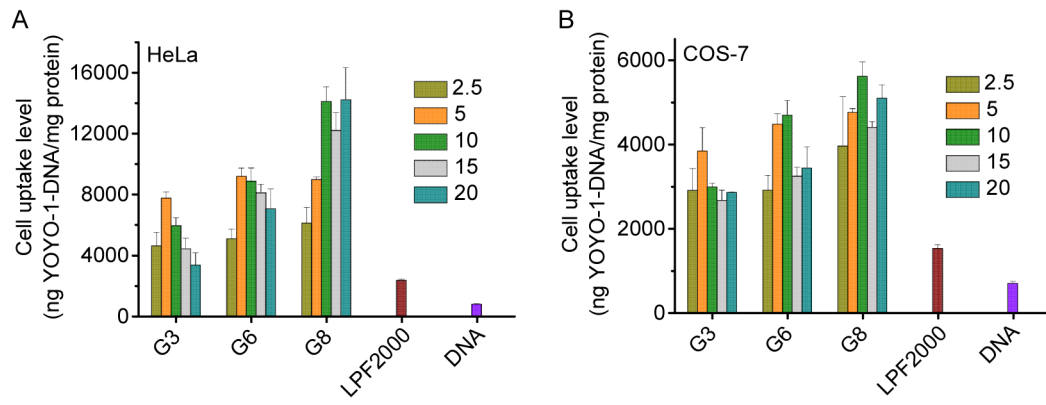 A
HeLa
Cell uptake level
(ng YOYO-1-DNA/mg protein)
16000
12000
8000
4000
0
2.5
5
10
15
20
G3
G6
G8
LPF2000
DNA
B
COS-7
Cell uptake level
(ng YOYO-1-DNA/mg protein)
6000
4000
2000
0
2.5
5
10
15
20
G3
G6
G8
LPF2000
DNA